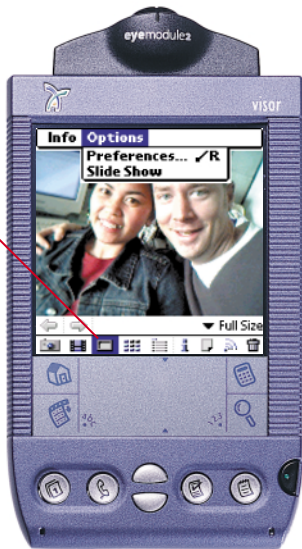 eyemodule2
visor
Info Options
Preferences... ✓R
Slide Show
Full Size